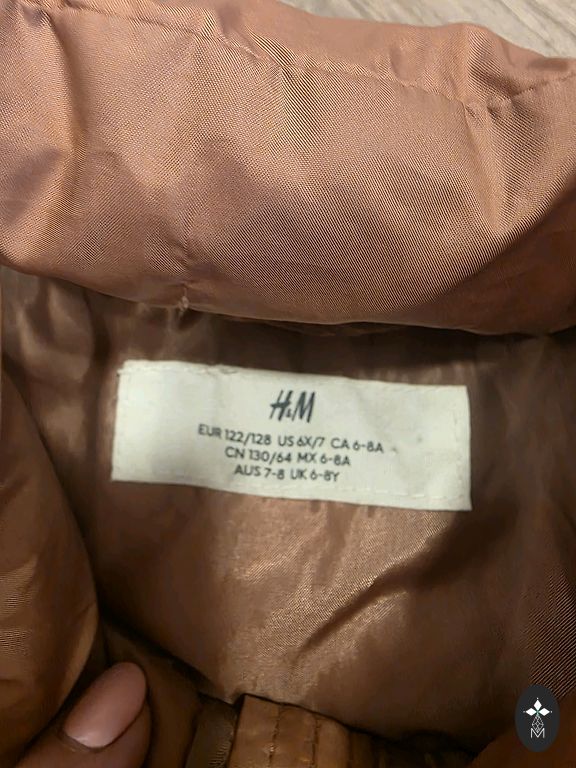 H&M
EUR 122/128 US 6X/7 CA 6-8A
CN 130/64 MX 6-8A
AUS 7-8 UK 6-8Y
M